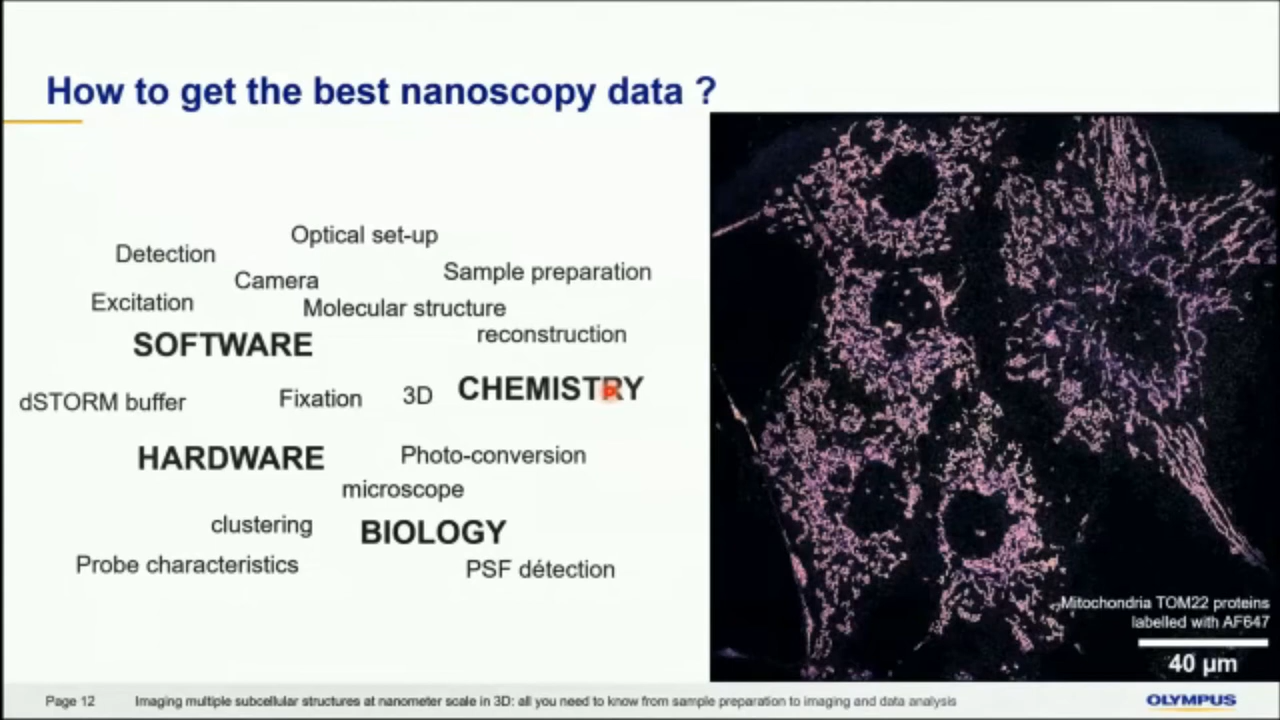 How to get the best nanoscopy data ?
Optical set-up
Detection
Camera
Sample preparation
Excitation
Molecular structure
reconstruction
SOFTWARE
dSTORM buffer
Fixation
3D
CHEMISTRY
HARDWARE
Photo-conversion
microscope
clustering
BIOLOGY
Probe characteristics
PSF détection
Mitochondria TOM22 proteins
labelled with AF647
40 µm
Page 12
Imaging multiple subcellular structures at nanometer scale in 3D: all you need to know from sample preparation to imaging and data analysis
OLYMPUS